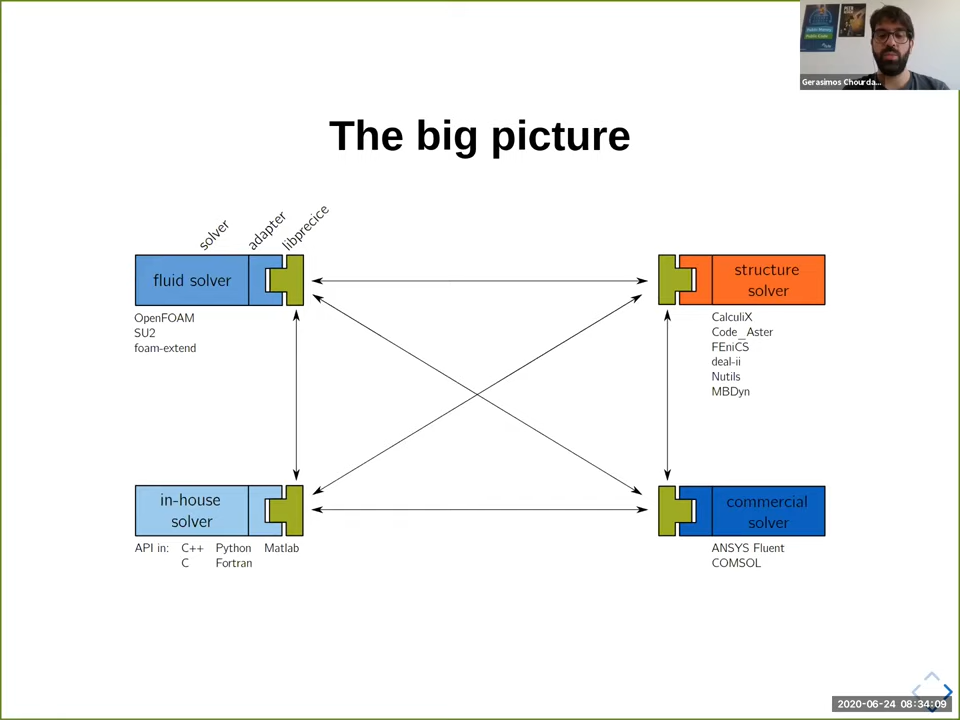 Gerasimos Chourda...
The big picture
solver
adapter
libprecice
fluid solver
OpenFOAM
SU2
foam-extend
structure
solver
CalculiX
Code_Aster
FEniCS
deal-ii
Nutils
MBDyn
in-house
solver
API in: C++ Python Matlab
C Fortran
commercial
solver
ANSYS Fluent
COMSOL
2020-06-24 08:34:09